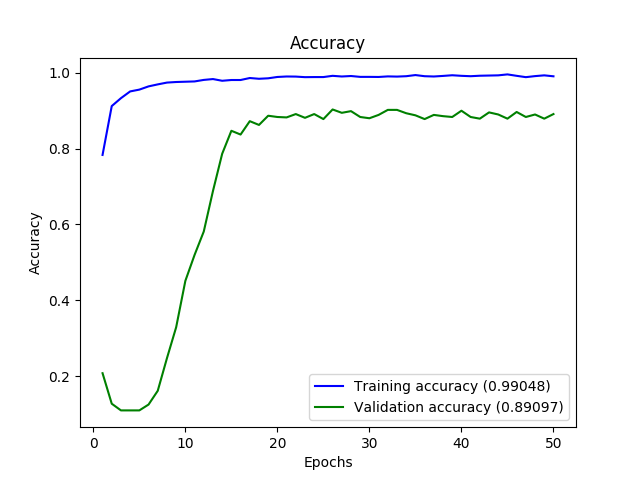 Accuracy
1.0
0.8
0.6
0.4
0.2
Accuracy
Training accuracy (0.99048)
Validation accuracy (0.89097)
0 10 20 30 40 50
Epochs